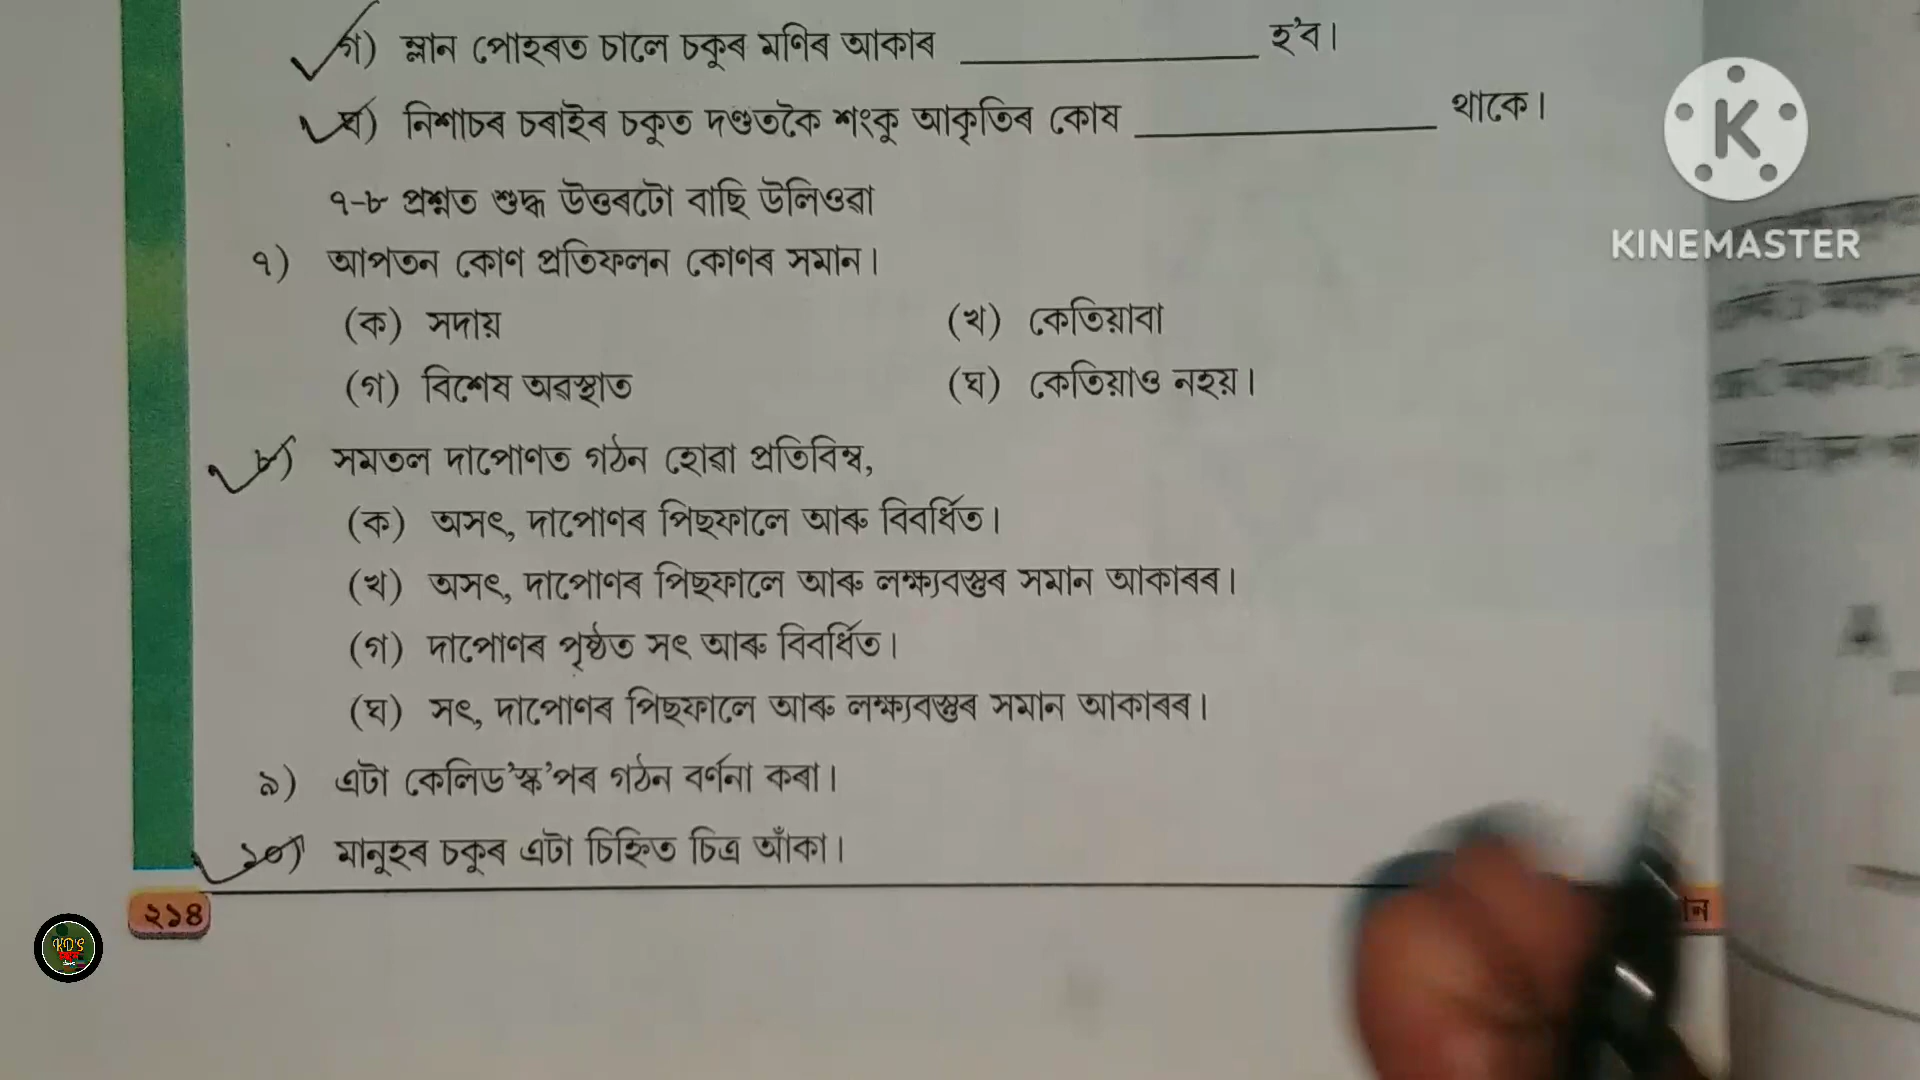 গ) ম্লান পোহৰত চালে চকুৰ মণিৰ আকাৰ ____________ হ’ব।
ঘ) নিশাচৰ চৰাইৰ চকুত দণ্ডতকৈ শংকু আকৃতিৰ কোষ ____________ থাকে।
৭-৮ প্ৰশ্নত শুদ্ধ উত্তৰটো বাছি উলিওৱা
৭) আপতন কোণ প্ৰতিফলন কোণৰ সমান।
(ক) সদায় (খ) কেতিয়াবা
(গ) বিশেষ অৱস্থাত (ঘ) কেতিয়াও নহয়।
৮) সমতল দাপোণত গঠন হোৱা প্ৰতিবিম্ব,
(ক) অসৎ, দাপোণৰ পিছফালে আৰু বিবৰ্ধিত।
(খ) অসৎ, দাপোণৰ পিছফালে আৰু লক্ষ্যবস্তুৰ সমান আকাৰৰ।
(গ) দাপোণৰ পৃষ্ঠত সৎ আৰু বিবৰ্ধিত।
(ঘ) সৎ, দাপোণৰ পিছফালে আৰু লক্ষ্যবস্তুৰ সমান আকাৰৰ।
৯) এটা কেলিড’স্ক’পৰ গঠন বৰ্ণনা কৰা।
১০) মানুহৰ চকুৰ এটা চিহ্নিত চিত্ৰ আঁকা।
২১৪
K
KINEMASTER
KD'S